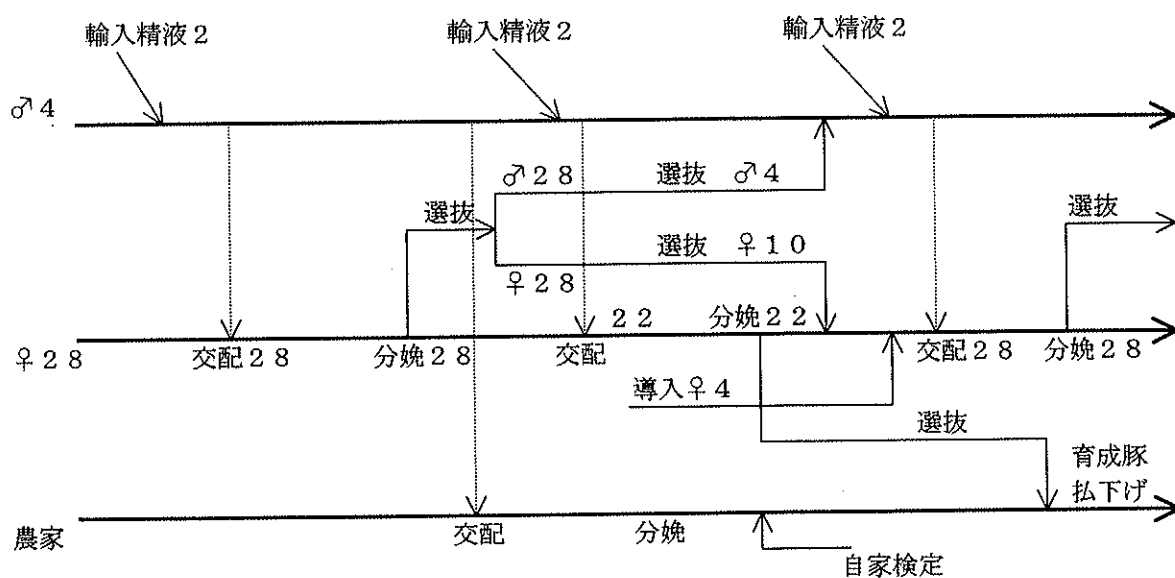 輸入精液2 輸入精液2 輸入精液2
♂4
♂28 選抜 ♂4
選抜 選抜
選抜 ♀10
♀28
22 分娩22
♀28 交配28 分娩28 交配 交配28 分娩28
導入♀4
選抜
育成豚
払下げ
農家 交配 分娩
自家検定